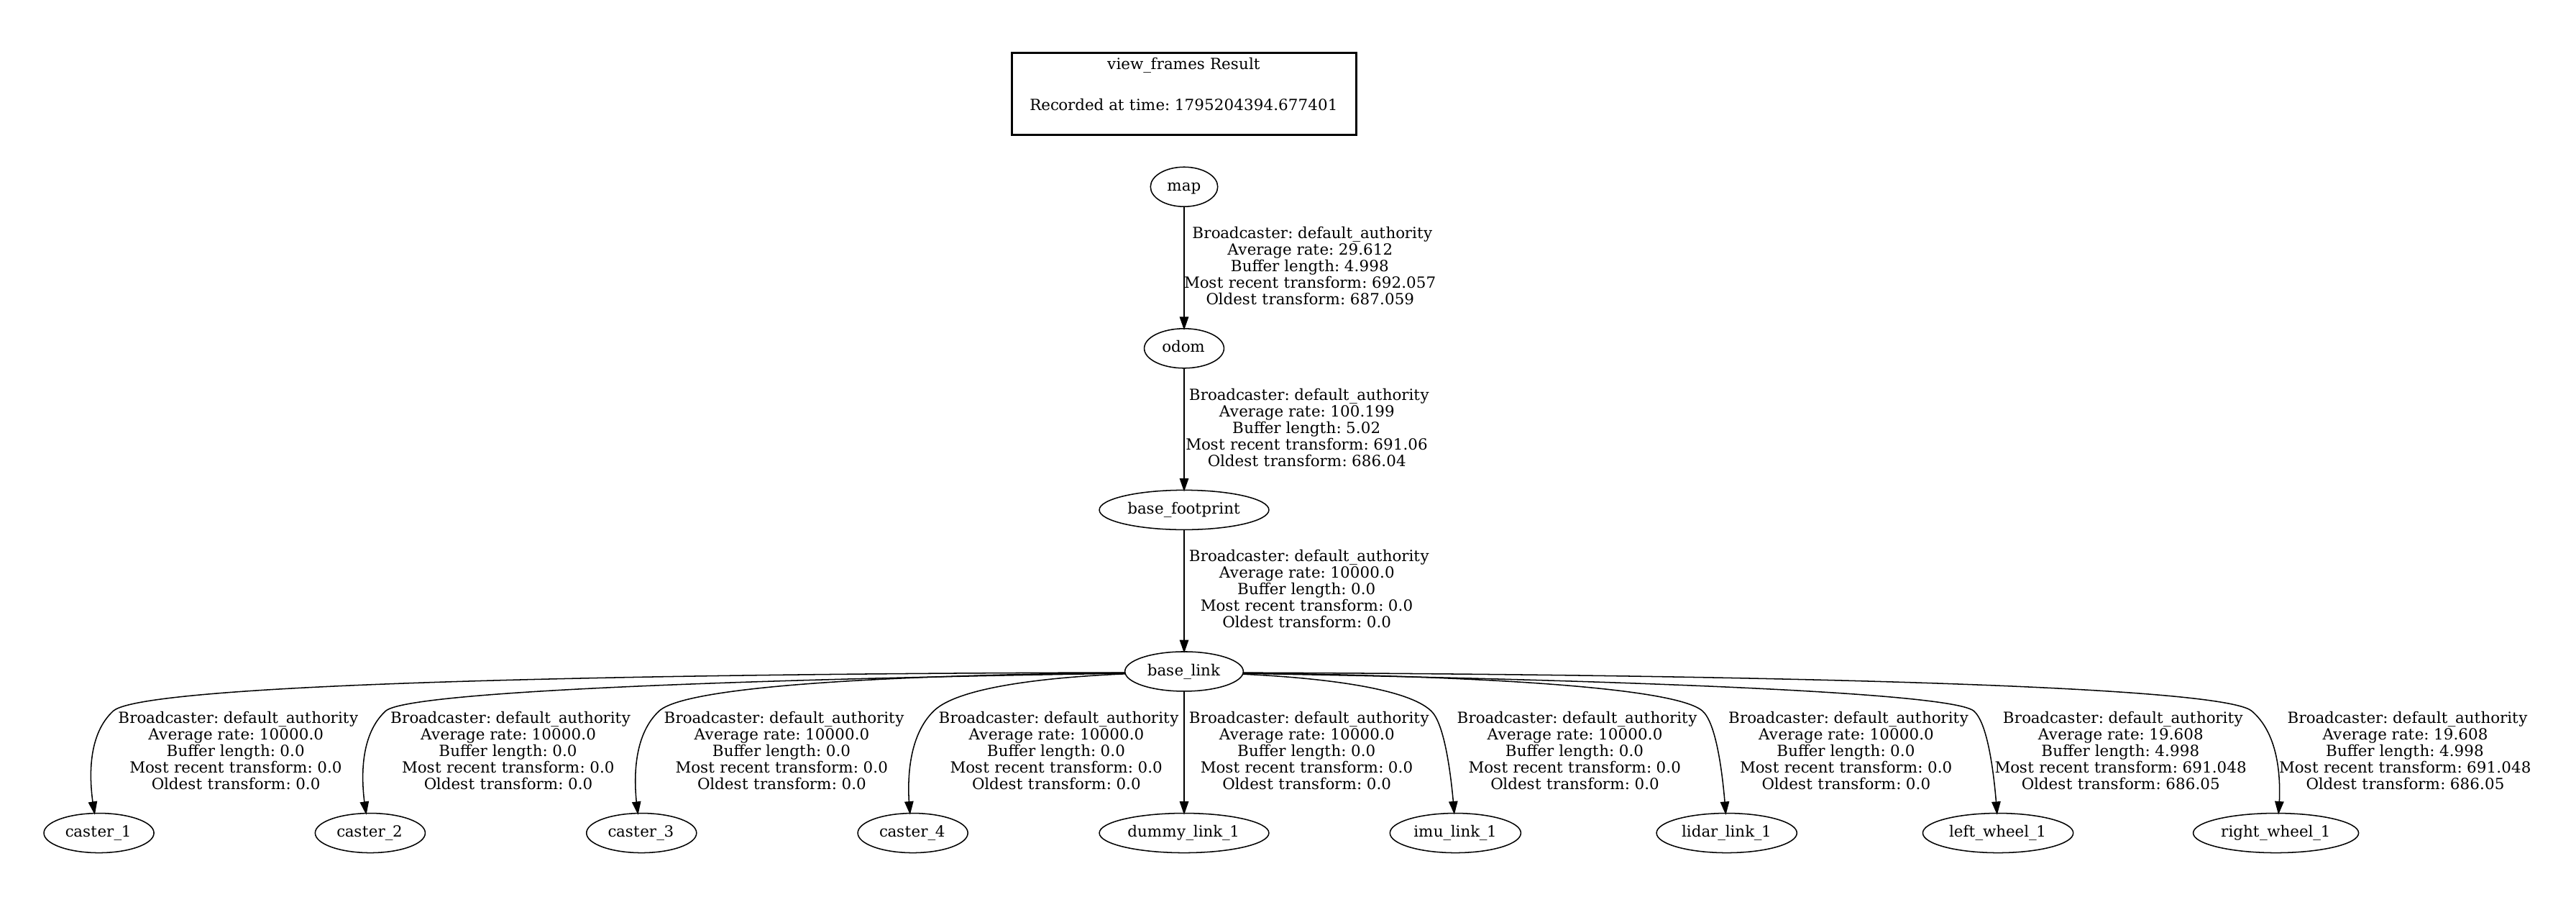 view_frames Result
Recorded at time: 1795204394.677401
map
Broadcaster: default_authority
Average rate: 29.612
Buffer length: 4.998
Most recent transform: 692.057
Oldest transform: 687.059
odom
Broadcaster: default_authority
Average rate: 100.199
Buffer length: 5.02
Most recent transform: 691.06
Oldest transform: 686.04
base_footprint
Broadcaster: default_authority
Average rate: 10000.0
Buffer length: 0.0
Most recent transform: 0.0
Oldest transform: 0.0
base_link
Broadcaster: default_authority
Average rate: 10000.0
Buffer length: 0.0
Most recent transform: 0.0
Oldest transform: 0.0
Broadcaster: default_authority
Average rate: 10000.0
Buffer length: 0.0
Most recent transform: 0.0
Oldest transform: 0.0
Broadcaster: default_authority
Average rate: 10000.0
Buffer length: 0.0
Most recent transform: 0.0
Oldest transform: 0.0
Broadcaster: default_authority
Average rate: 10000.0
Buffer length: 0.0
Most recent transform: 0.0
Oldest transform: 0.0
Broadcaster: default_authority
Average rate: 10000.0
Buffer length: 0.0
Most recent transform: 0.0
Oldest transform: 0.0
Broadcaster: default_authority
Average rate: 10000.0
Buffer length: 0.0
Most recent transform: 0.0
Oldest transform: 0.0
Broadcaster: default_authority
Average rate: 10000.0
Buffer length: 0.0
Most recent transform: 0.0
Oldest transform: 0.0
Broadcaster: default_authority
Average rate: 19.608
Buffer length: 4.998
Most recent transform: 691.048
Oldest transform: 686.05
Broadcaster: default_authority
Average rate: 19.608
Buffer length: 4.998
Most recent transform: 691.048
Oldest transform: 686.05
caster_1
caster_2
caster_3
caster_4
dummy_link_1
imu_link_1
lidar_link_1
left_wheel_1
right_wheel_1